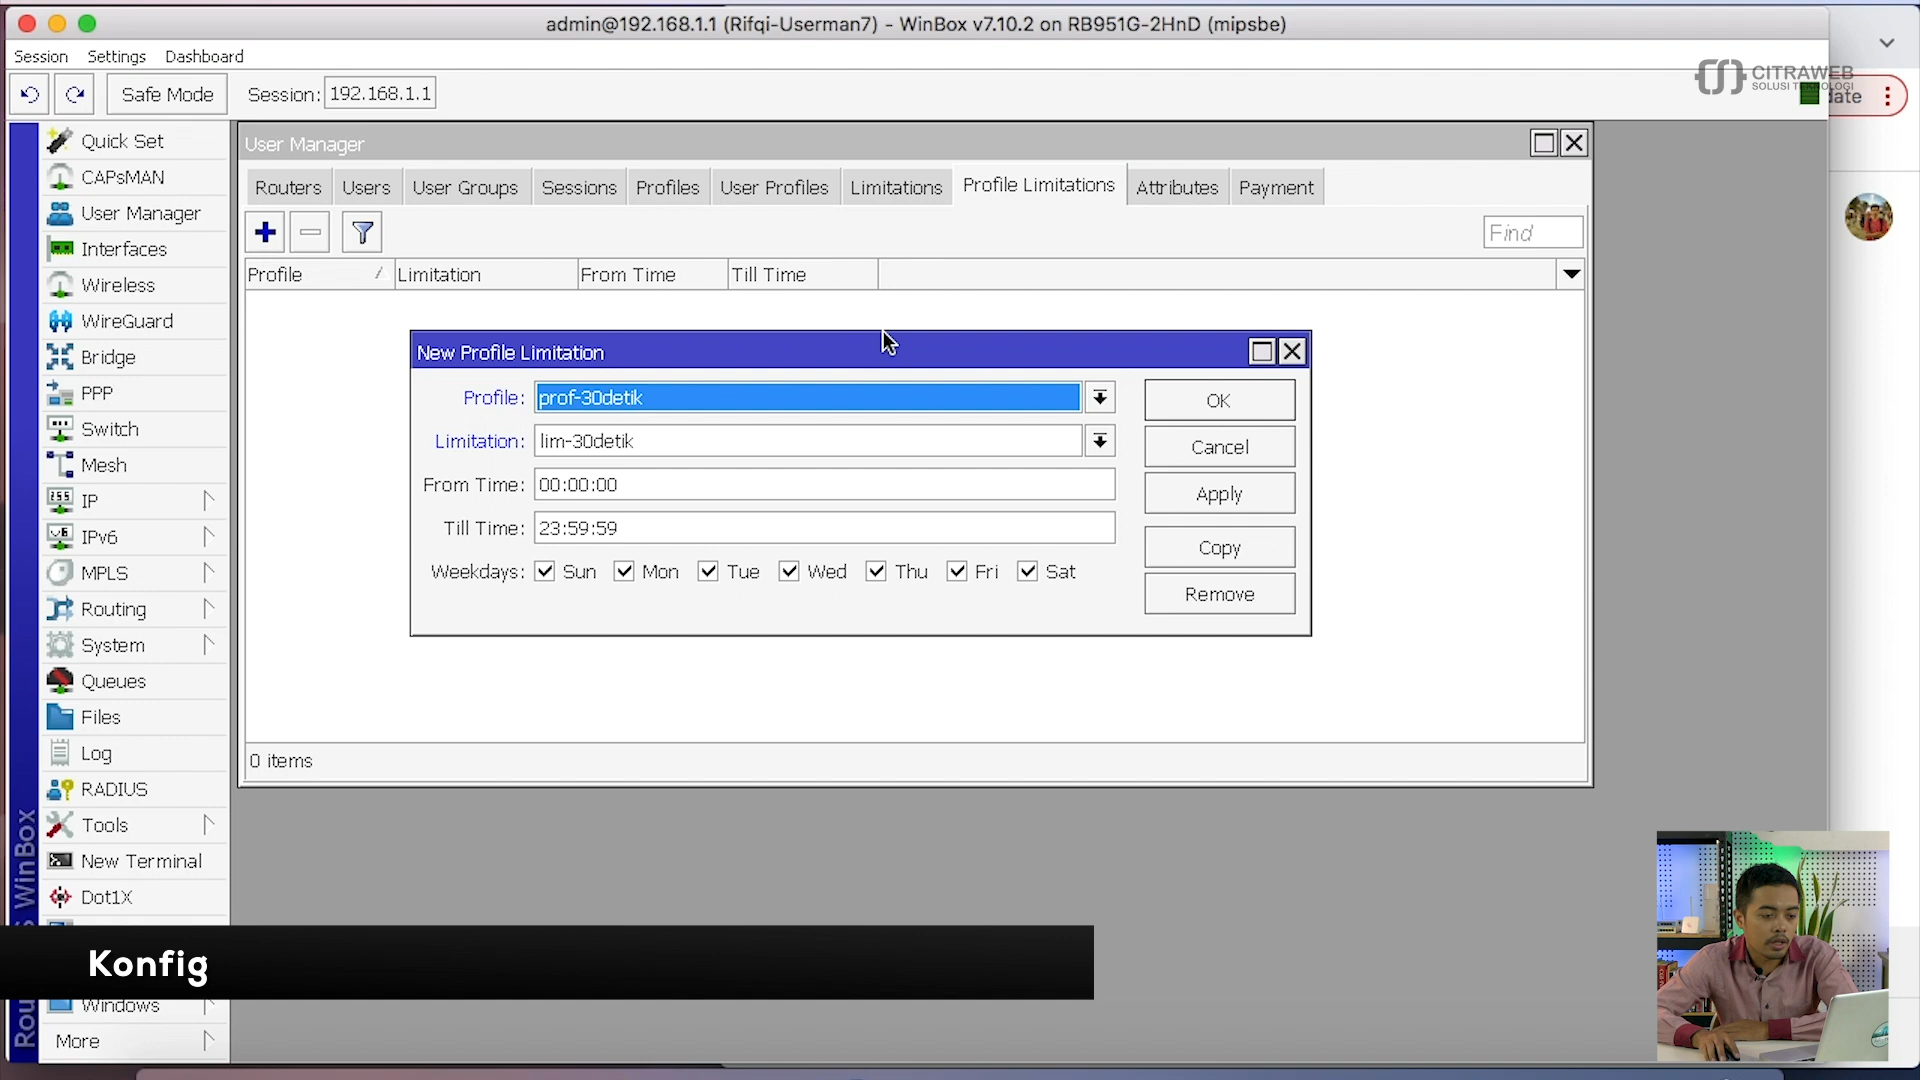 admin@192.168.1.1 (Rifqi-Userman7) - WinBox v7.10.2 on RB951G-2HnD (mipsbe)
Session Settings Dashboard
Safe Mode Session: 192.168.1.1
CITRAWEB
SOLUSI TEKNOLOGI
date
Quick Set
CAPsMAN
User Manager
Interfaces
Wireless
WireGuard
Bridge
PPP
Switch
Mesh
IP
IPv6
MPLS
Routing
System
Queues
Files
Log
RADIUS
Tools
New Terminal
Dot1X
Windows
More
WinBox
User Manager
Routers Users User Groups Sessions Profiles User Profiles Limitations Profile Limitations Attributes Payment
Find
Profile Limitation From Time Till Time
New Profile Limitation
Profile: prof-30detik
Limitation: lim-30detik
From Time: 00:00:00
Till Time: 23:59:59
Weekdays: Sun Mon Tue Wed Thu Fri Sat
OK
Cancel
Apply
Copy
Remove
0 items
Konfig